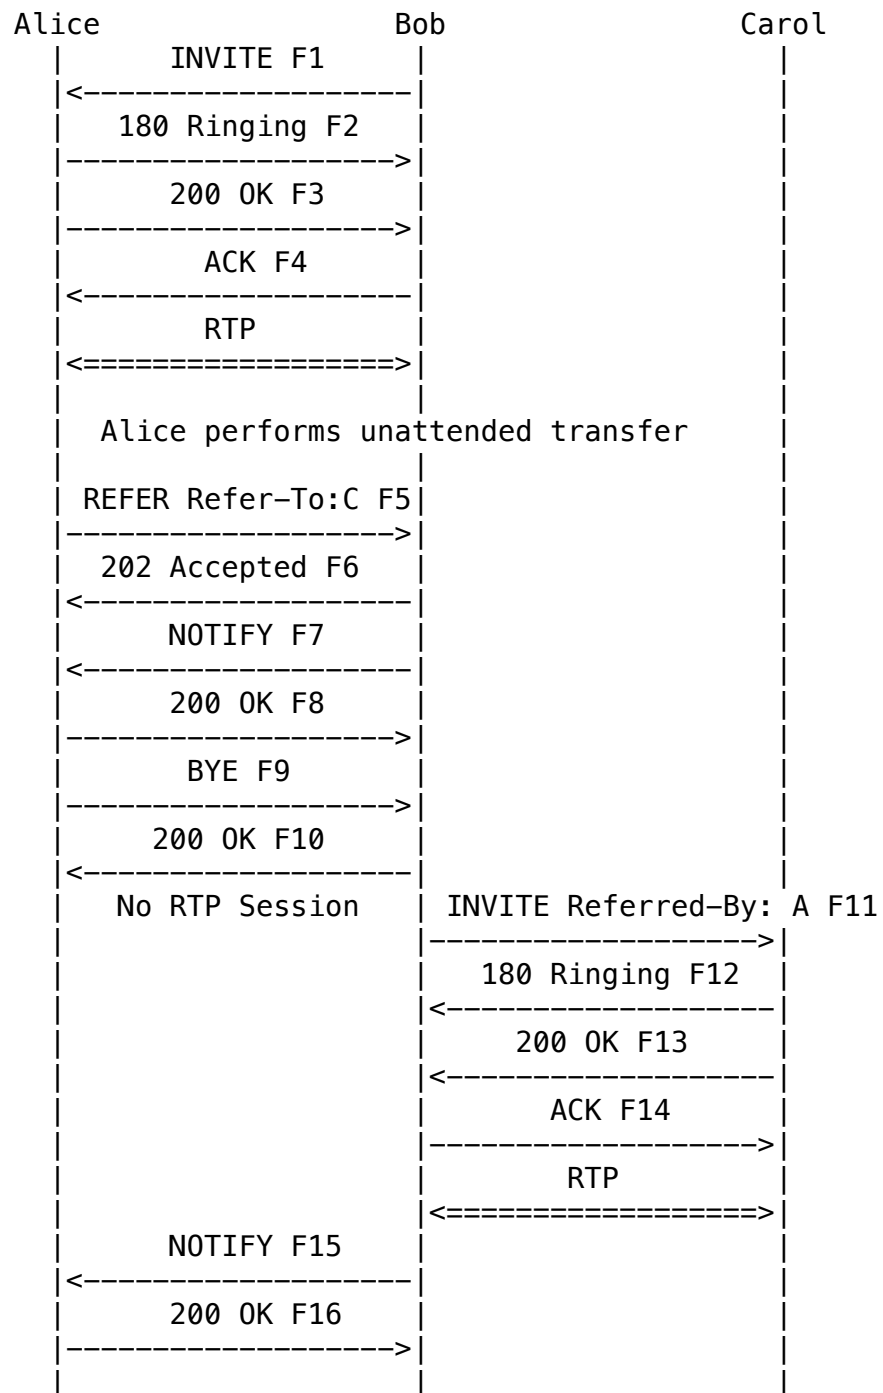 Alice Bob Carol
INVITE F1
180 Ringing F2
200 OK F3
ACK F4
RTP
Alice performs unattended transfer
REFER Refer-To:C F5
202 Accepted F6
NOTIFY F7
200 OK F8
BYE F9
200 OK F10
No RTP Session INVITE Referred-By: A F11
180 Ringing F12
200 OK F13
ACK F14
RTP
NOTIFY F15
200 OK F16